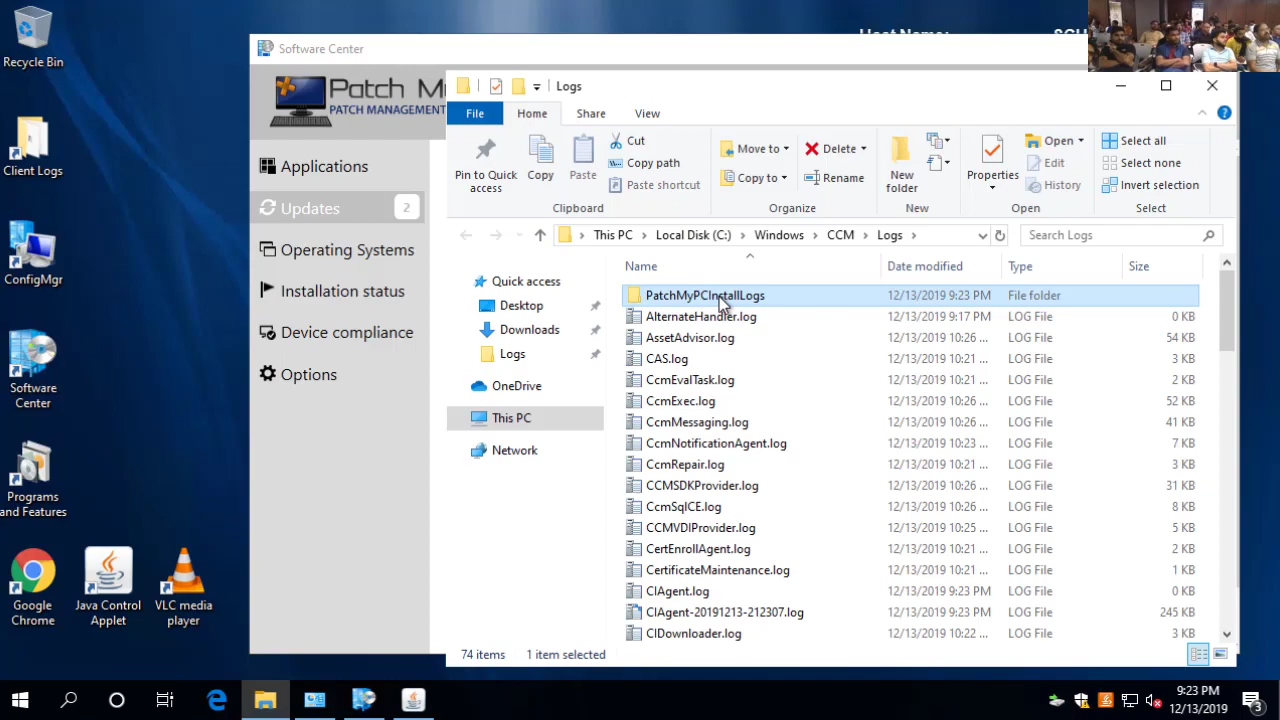 Recycle Bin
Client Logs
ConfigMgr
Software
Center
Programs
and Features
Google
Chrome
Java Control
Applet
VLC media
player
Software Center
PATCH MANAGEMENT
Applications
Updates
2
Operating Systems
Installation status
Device compliance
Options
Logs
File
Home
Share
View
Pin to Quick
access
Copy
Paste
Cut
Copy path
Paste shortcut
Clipboard
Move to
Copy to
Delete
Rename
Organize
New
folder
New
Properties
Open
Edit
History
Open
Select all
Select none
Invert selection
Select
This PC > Local Disk (C:) > Windows > CCM > Logs >
Search Logs
Quick access
Desktop
Downloads
Logs
OneDrive
This PC
Network
Name Date modified Type Size
PatchMyPCInstallLogs 12/13/2019 9:23 PM File folder
AlternateHandler.log 12/13/2019 9:17 PM LOG File 0 KB
AssetAdvisor.log 12/13/2019 10:26 ... LOG File 54 KB
CAS.log 12/13/2019 10:21 ... LOG File 3 KB
CcmEvalTask.log 12/13/2019 10:21 ... LOG File 2 KB
CcmExec.log 12/13/2019 10:26 ... LOG File 52 KB
CcmMessaging.log 12/13/2019 10:26 ... LOG File 41 KB
CcmNotificationAgent.log 12/13/2019 10:23 ... LOG File 7 KB
CcmRepair.log 12/13/2019 10:21 ... LOG File 3 KB
CCMSDKProvider.log 12/13/2019 10:26 ... LOG File 31 KB
CcmSqlCE.log 12/13/2019 10:26 ... LOG File 8 KB
CCMVDIProvider.log 12/13/2019 10:25 ... LOG File 5 KB
CertEnrollAgent.log 12/13/2019 10:21 ... LOG File 2 KB
CertificateMaintenance.log 12/13/2019 10:21 ... LOG File 1 KB
CIAgent.log 12/13/2019 9:23 PM LOG File 0 KB
CIAgent-20191213-212307.log 12/13/2019 9:23 PM LOG File 245 KB
CIDownloader.log 12/13/2019 10:22 ... LOG File 3 KB
74 items 1 item selected
9:23 PM
12/13/2019
3